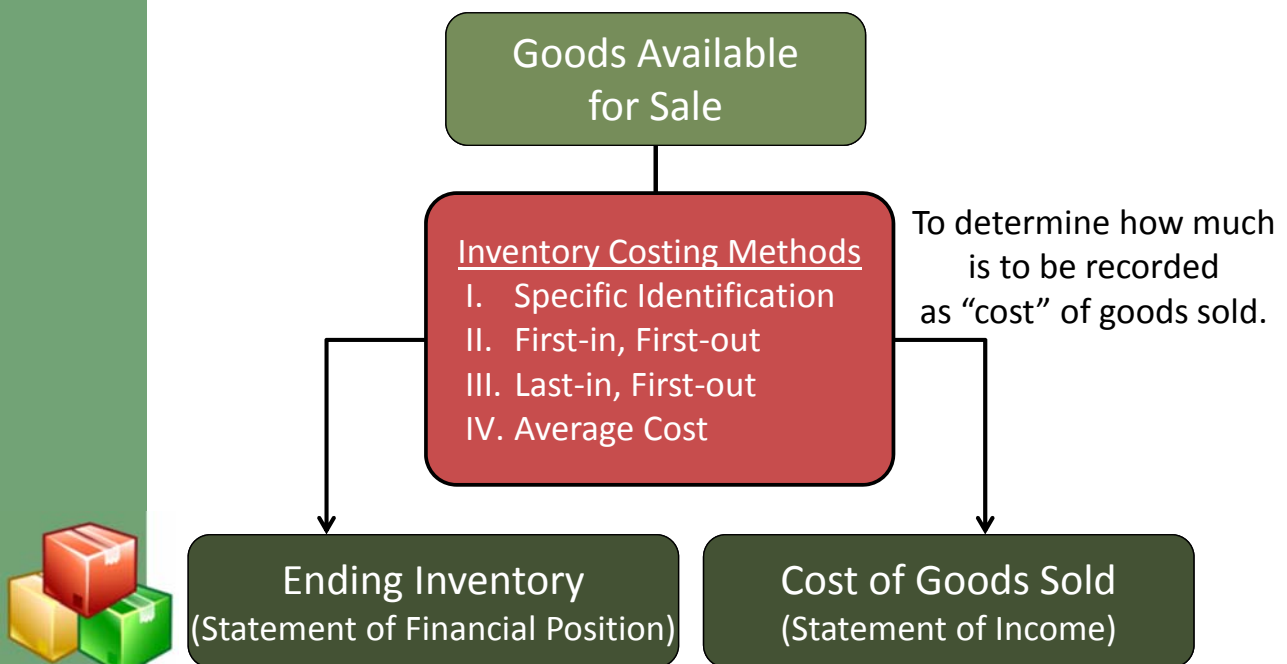 Goods Available
for Sale
Inventory Costing Methods
I. Specific Identification
II. First-in, First-out
III. Last-in, First-out
IV. Average Cost
To determine how much
is to be recorded
as “cost” of goods sold.
Ending Inventory
(Statement of Financial Position)
Cost of Goods Sold
(Statement of Income)